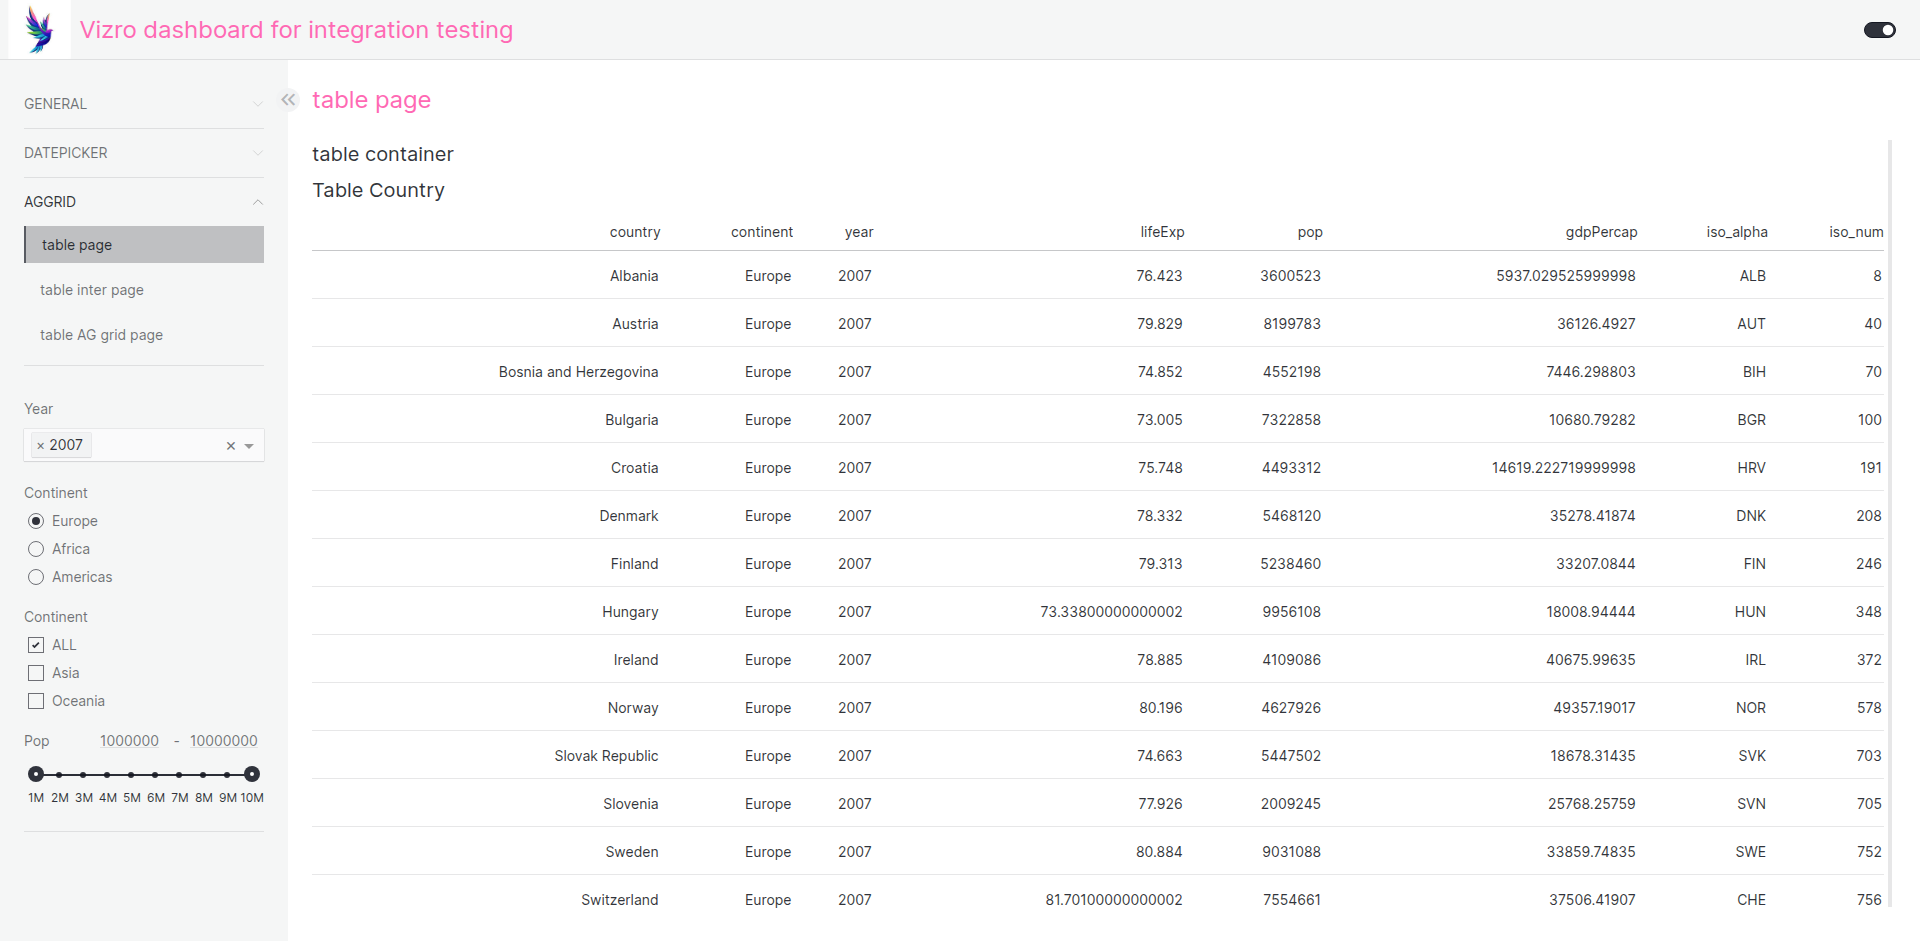 Vizro dashboard for integration testing
GENERAL
DATEPICKER
AGGRID
table page
table inter page
table AG grid page
Year
× 2007
Continent
Europe
Africa
Americas
Continent
ALL
Asia
Oceania
Pop 1000000 - 10000000
1M 2M 3M 4M 5M 6M 7M 8M 9M 10M
table page
table container
Table Country
country continent year lifeExp pop gdpPercap iso_alpha iso_num
Albania Europe 2007 76.423 3600523 5937.029525999998 ALB 8
Austria Europe 2007 79.829 8199783 36126.4927 AUT 40
Bosnia and Herzegovina Europe 2007 74.852 4552198 7446.298803 BIH 70
Bulgaria Europe 2007 73.005 7322858 10680.79282 BGR 100
Croatia Europe 2007 75.748 4493312 14619.222719999998 HRV 191
Denmark Europe 2007 78.332 5468120 35278.41874 DNK 208
Finland Europe 2007 79.313 5238460 33207.0844 FIN 246
Hungary Europe 2007 73.33800000000002 9956108 18008.94444 HUN 348
Ireland Europe 2007 78.885 4109086 40675.99635 IRL 372
Norway Europe 2007 80.196 4627926 49357.19017 NOR 578
Slovak Republic Europe 2007 74.663 5447502 18678.31435 SVK 703
Slovenia Europe 2007 77.926 2009245 25768.25759 SVN 705
Sweden Europe 2007 80.884 9031088 33859.74835 SWE 752
Switzerland Europe 2007 81.70100000000002 7554661 37506.41907 CHE 756